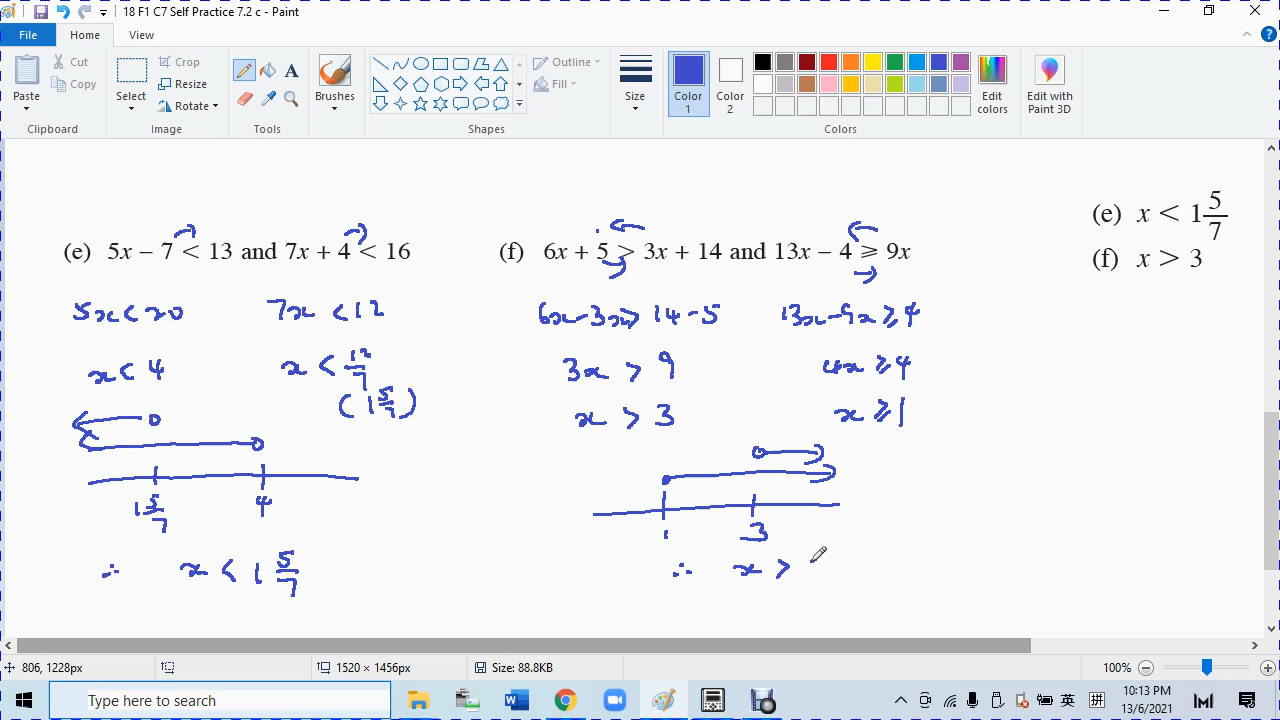 18 F1 C7 Self Practice 7.2 c - Paint
File Home View
Paste
Cut
Copy
Clipboard
Select
Crop
Resize
Rotate
Image
A
Tools
Brushes
Outline
Fill
Shapes
Size
Color 1
Color 2
Edit colors
Colors
Edit with Paint 3D
(e) 5x − 7 < 13 and 7x + 4 < 16
5x < 20 7x < 12
x < 4 x < 12/7
(1 5/7)
1 5/7 4
∴ x < 1 5/7
(f) 6x + 5 > 3x + 14 and 13x − 4 ⩾ 9x
6x-3x > 14-5 13x-9x ⩾ 4
3x > 9 4x ⩾ 4
x > 3 x ⩾ 1
1 3
∴ x >
(e) x < 1 5/7
(f) x > 3
806, 1228px
1520 × 1456px
Size: 88.8KB
100%
Type here to search
英
拼
10:13 PM
13/6/2021